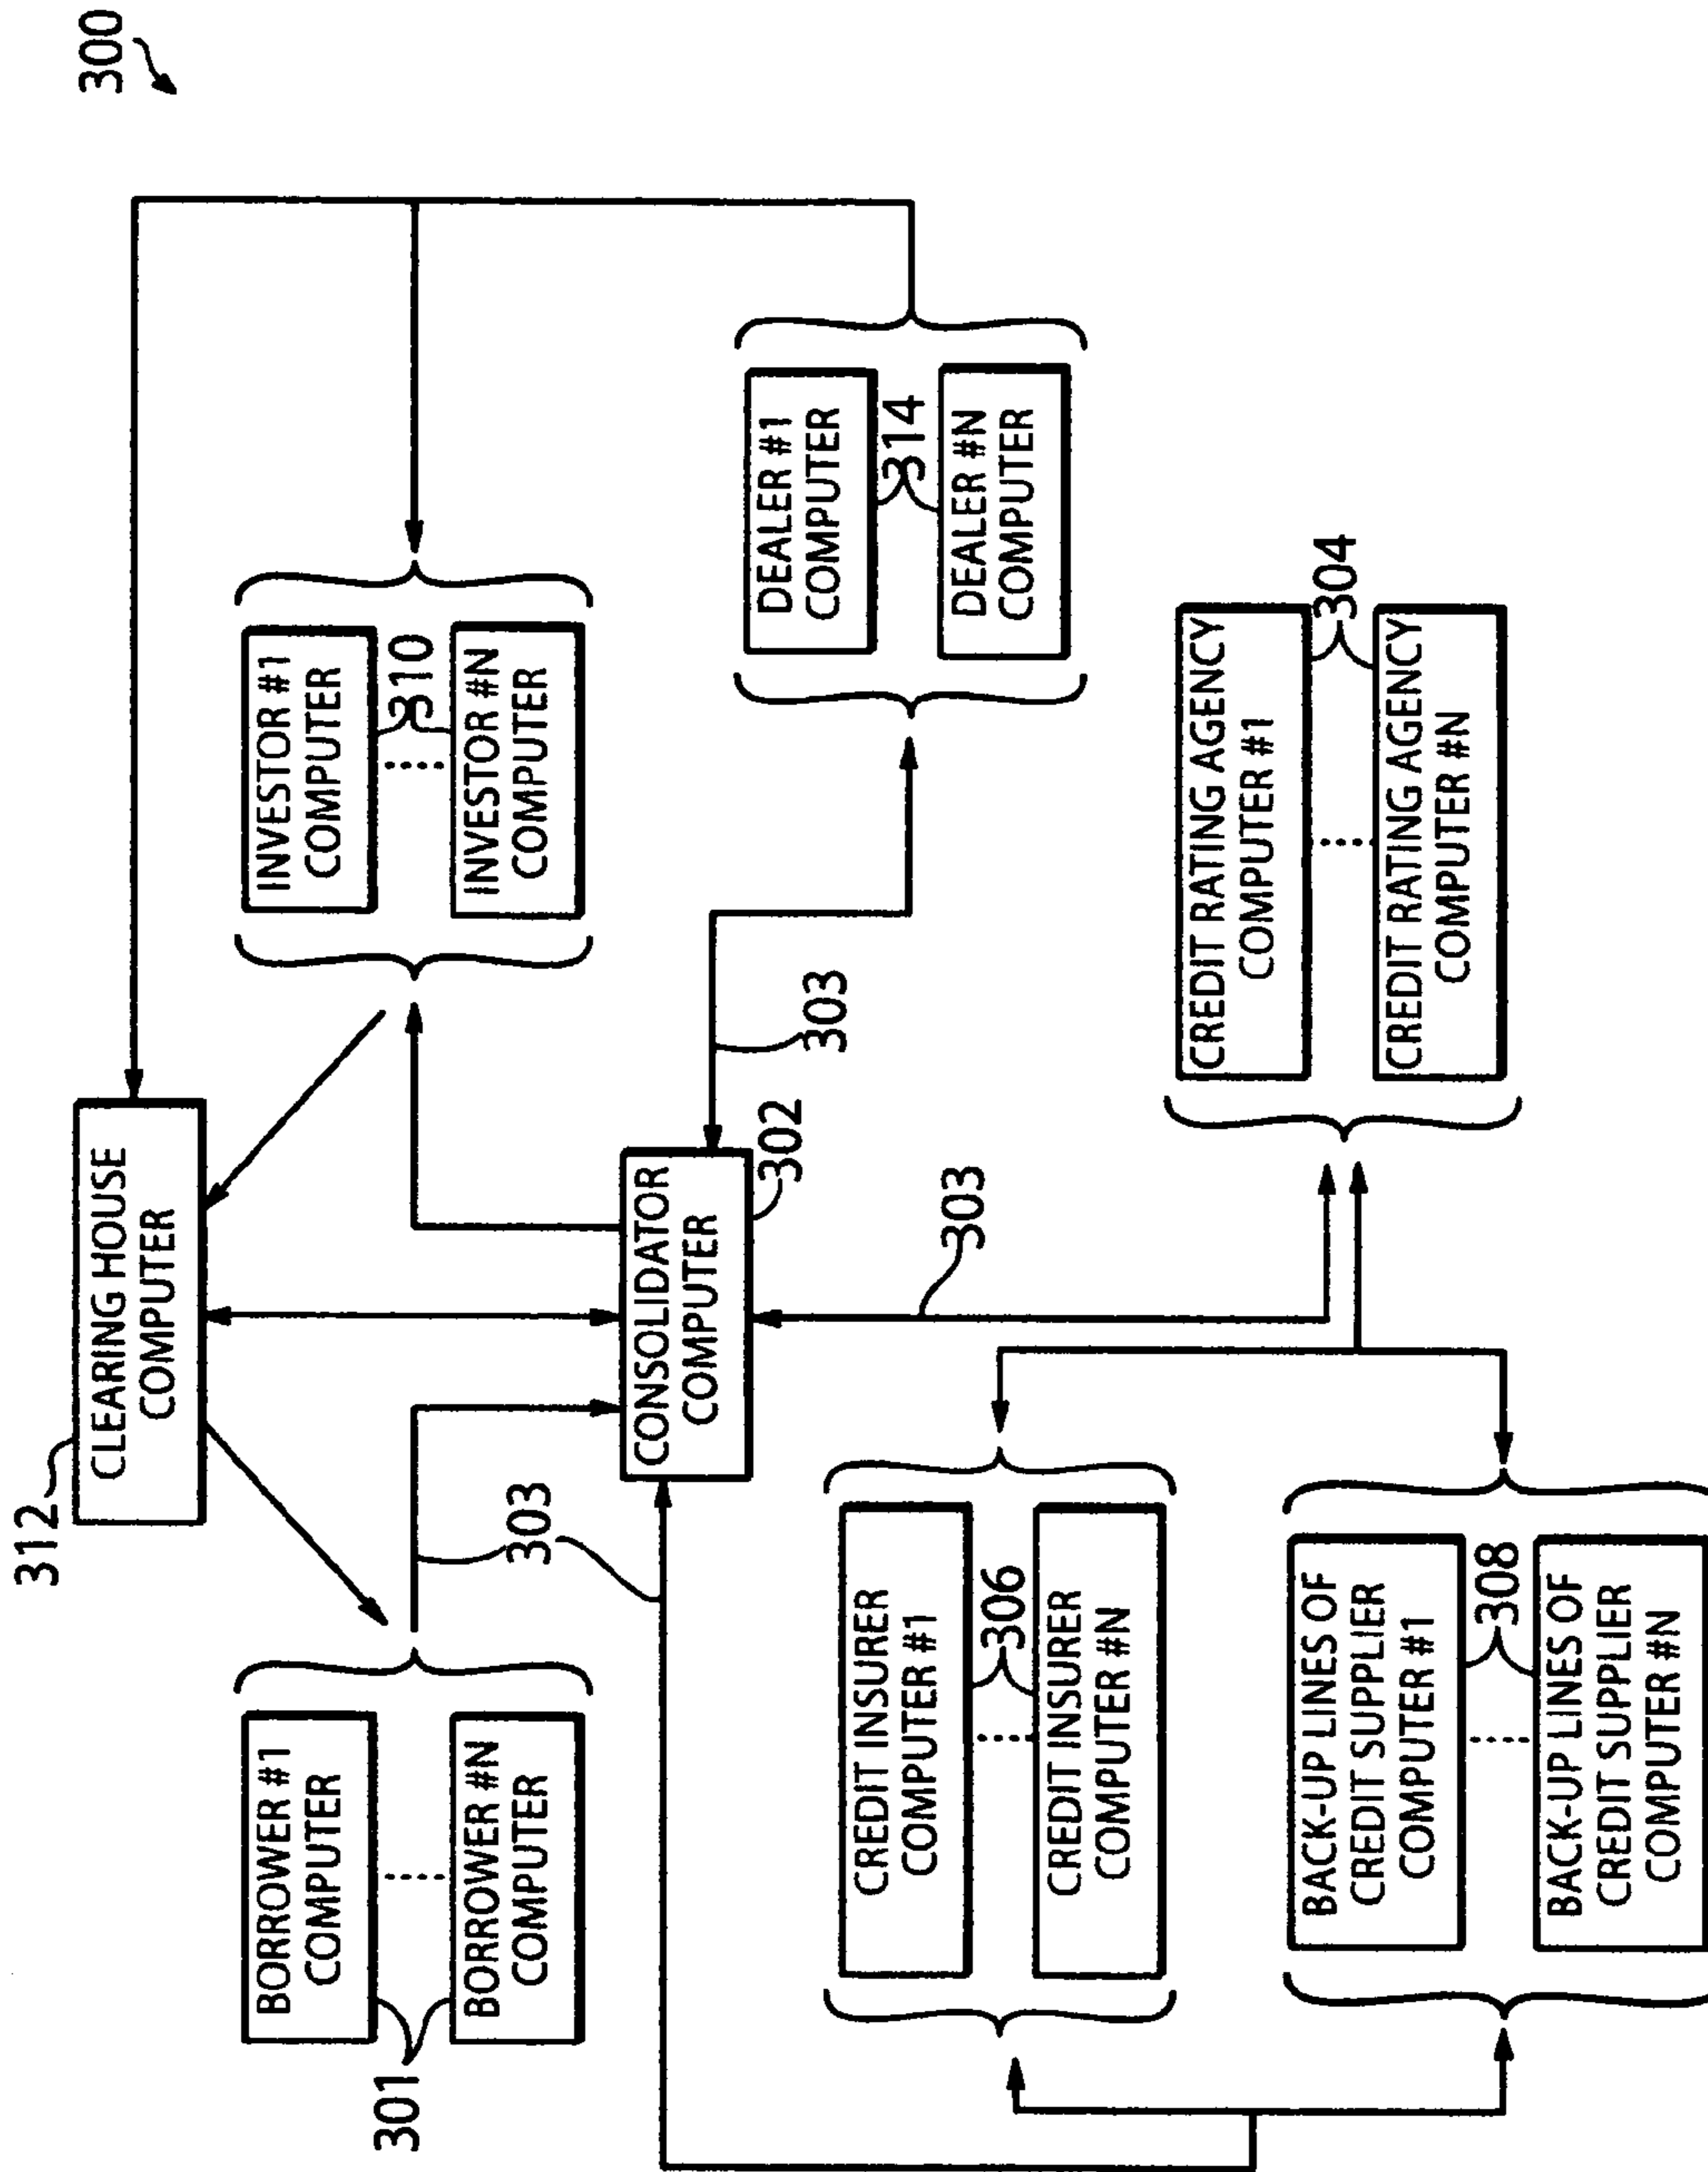 300
312
CLEARING HOUSE
COMPUTER
301
BORROWER #1
COMPUTER
BORROWER #N
COMPUTER
303
INVESTOR #1
COMPUTER
310
INVESTOR #N
COMPUTER
303
CONSOLIDATOR
COMPUTER
302
303
DEALER #1
COMPUTER
314
DEALER #N
COMPUTER
303
CREDIT INSURER
COMPUTER #1
306
CREDIT INSURER
COMPUTER #N
BACK-UP LINES OF
CREDIT SUPPLIER
COMPUTER #1
308
BACK-UP LINES OF
CREDIT SUPPLIER
COMPUTER #N
CREDIT RATING AGENCY
COMPUTER #1
304
CREDIT RATING AGENCY
COMPUTER #N